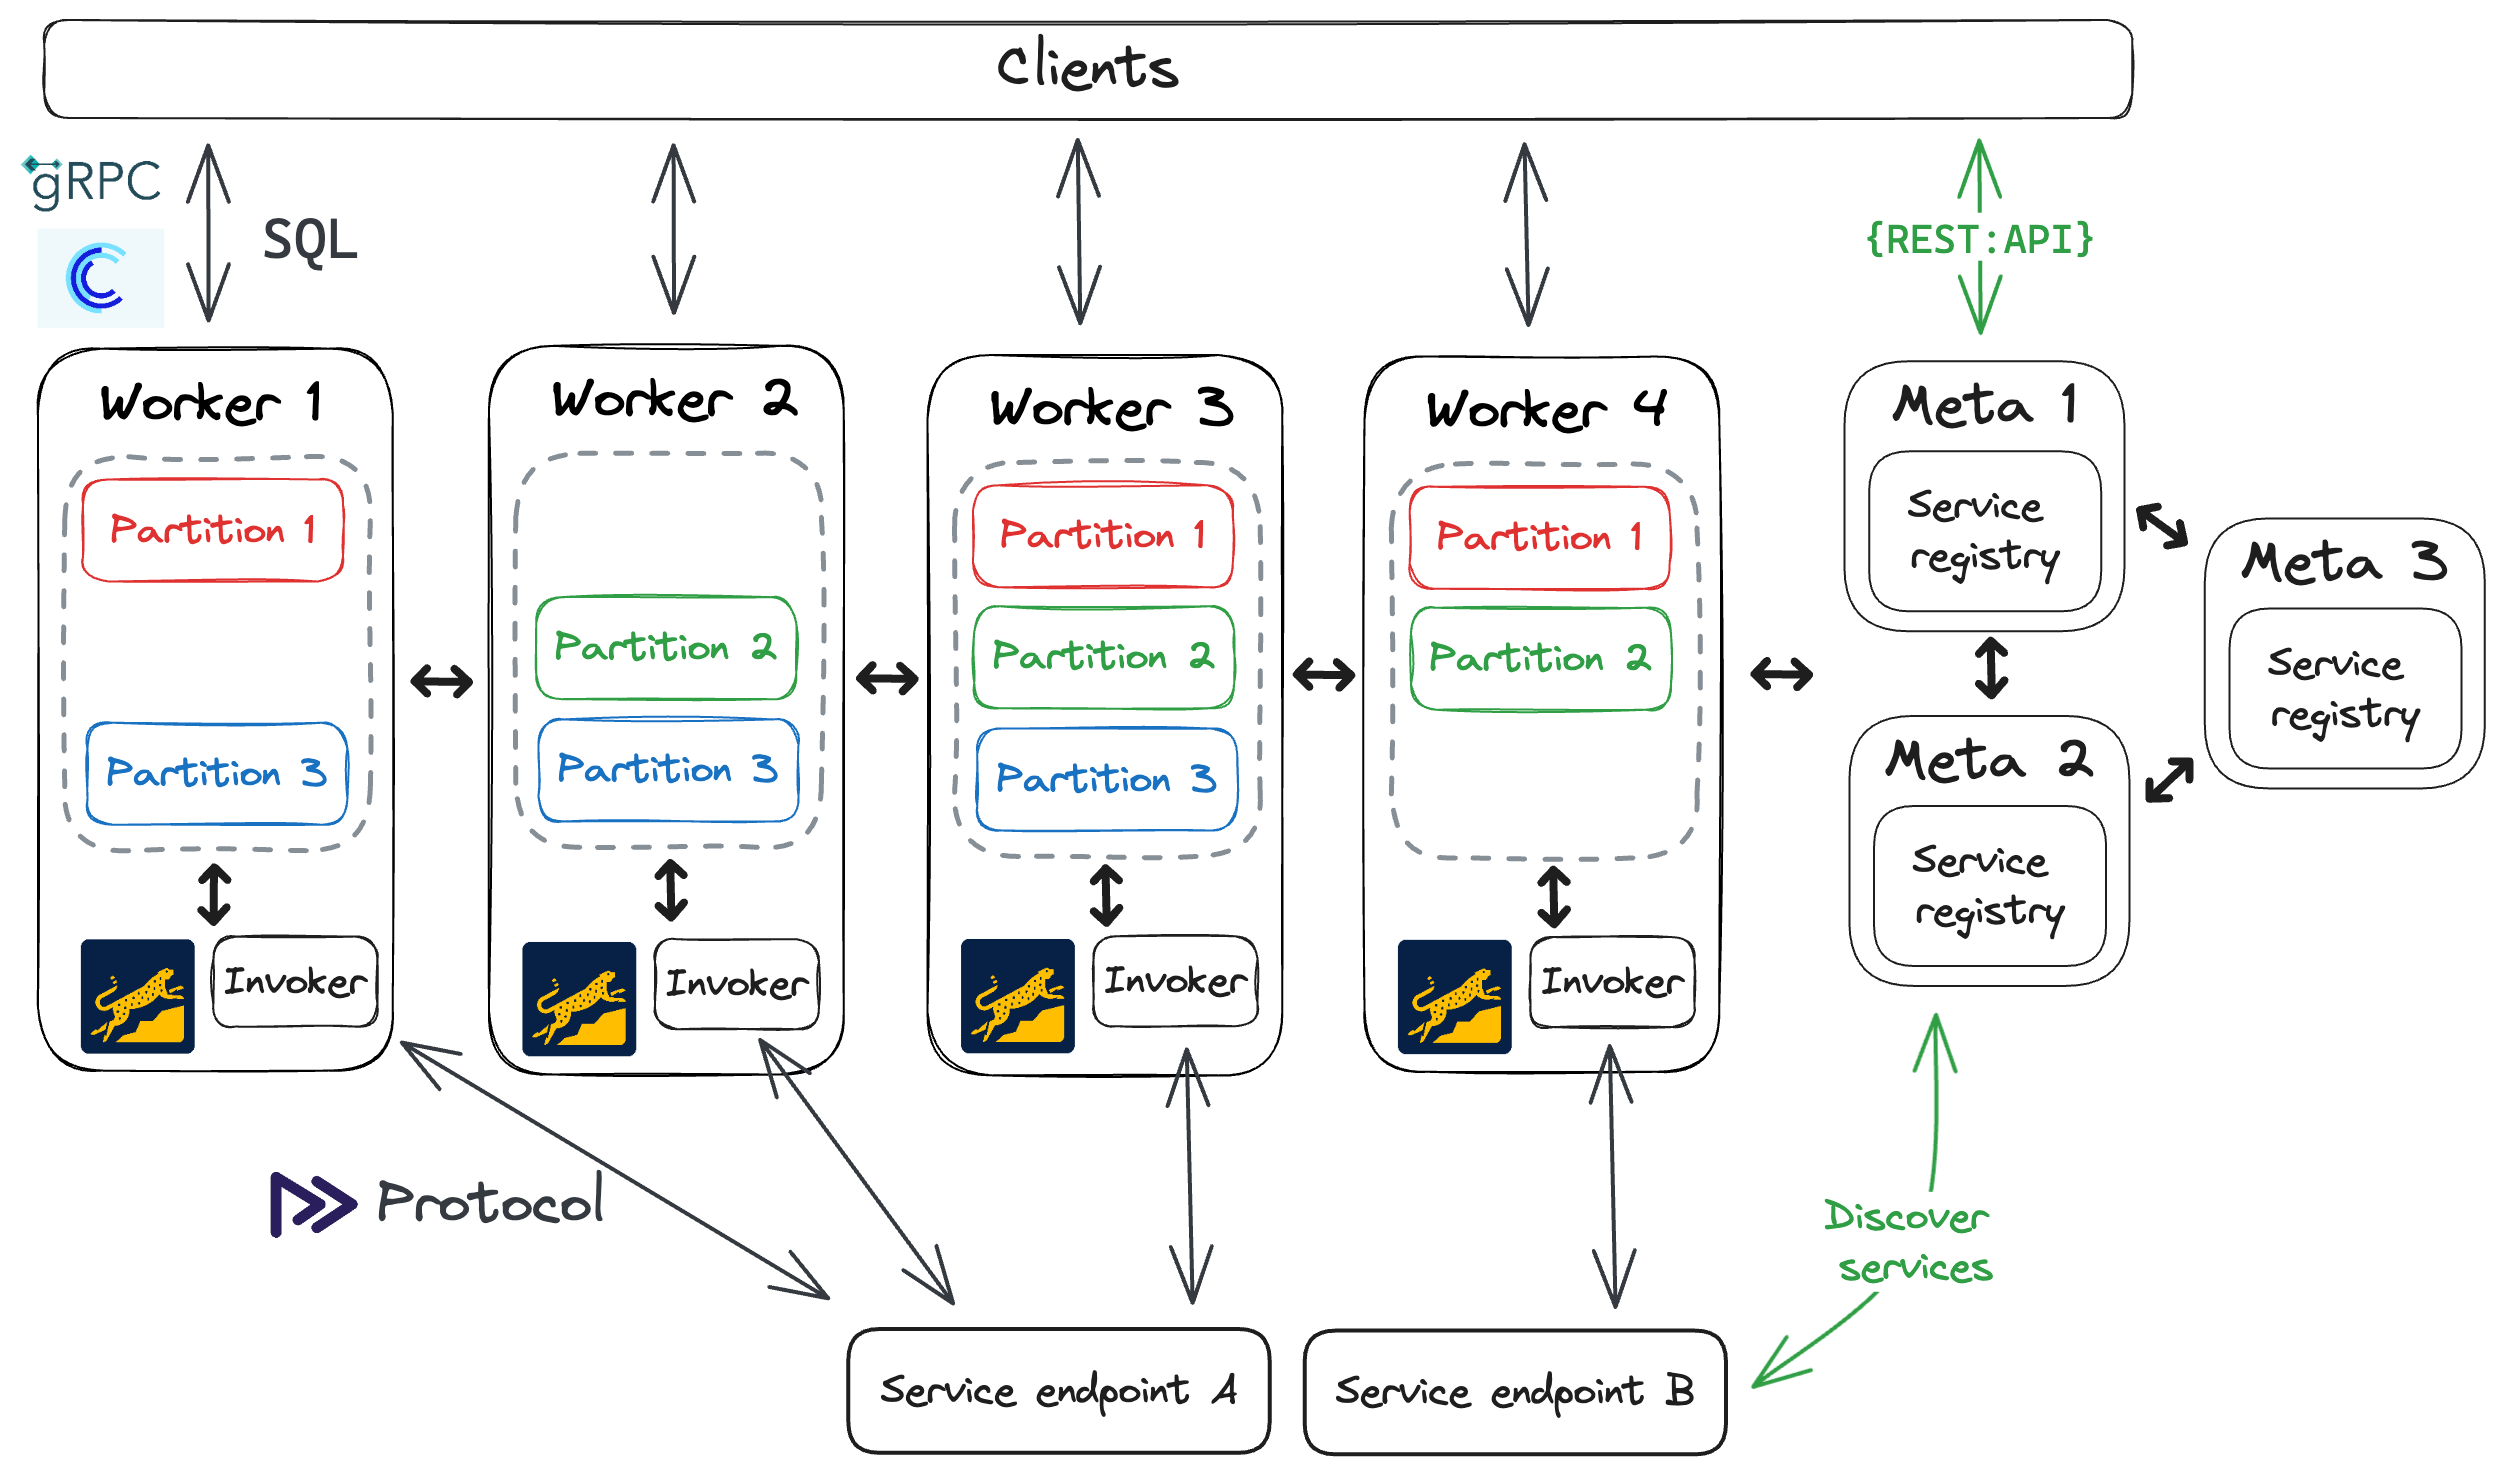 Clients
gRPC
SQL
{REST:API}
Worker 1
Partition 1
Partition 3
Invoker
Worker 2
Partition 2
Partition 3
Invoker
Worker 3
Partition 1
Partition 2
Partition 3
Invoker
Worker 4
Partition 1
Partition 2
Invoker
Meta 1
Service
registry
Meta 3
Service
registry
Meta 2
Service
registry
Protocol
Discover
services
Service endpoint A
Service endpoint B